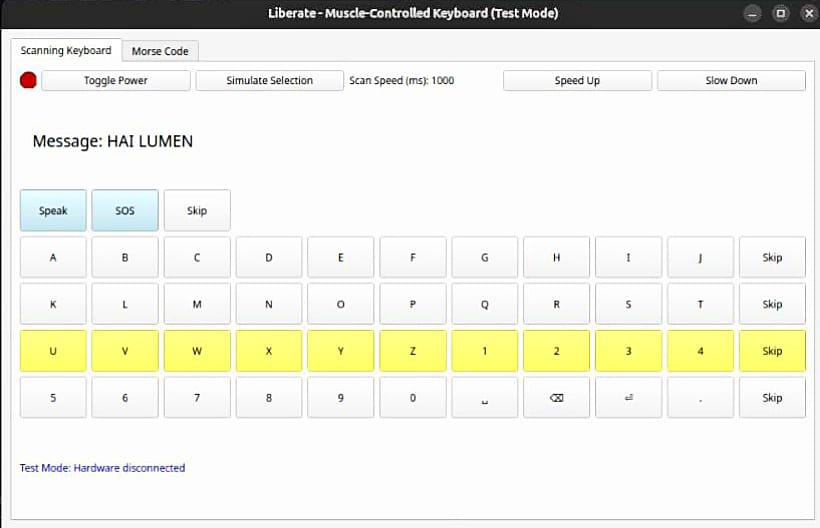 Liberate - Muscle-Controlled Keyboard (Test Mode)
Scanning Keyboard Morse Code
Toggle Power Simulate Selection Scan Speed (ms): 1000 Speed Up Slow Down
Message: HAI LUMEN
Speak SOS Skip
A B C D E F G H I J Skip
K L M N O P Q R S T Skip
U V W X Y Z 1 2 3 4 Skip
5 6 7 8 9 0 ␣ ⌫ ⏎ . Skip
Test Mode: Hardware disconnected